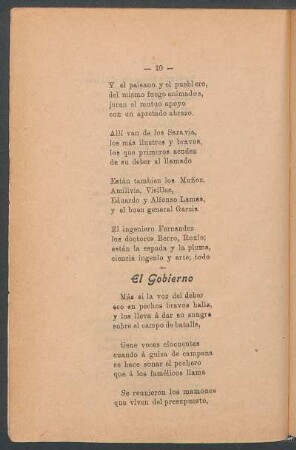 — 10 —
Y el paisano y el pueblero,
del mismo fuego animados,
juran el mutuo apoyo
con un apretado abrazo.
Allí van de los Saravia,
los más ilustres y bravos,
los que primeros acuden
de su deber al llamado
Están tambien los Muñoz,
Amilivia, Visillac,
Eduardo y Alfonso Lamas,
y el buen general García
El ingeniero Fernandez
los doctores Berro, Roxlo;
están la espada y la pluma,
ciencia ingenio y arte; todo
El Gobierno
Más si la voz del deber
eco en pechos bravos halla,
y los lleva á dar su sangre
sobre el campo de batalla,
tiene voces elocuentes
cuando á guisa de campana
se hace sonar el puchero
que á los famélicos llama
Se reunieron los mamones
que viven del presupuesto,